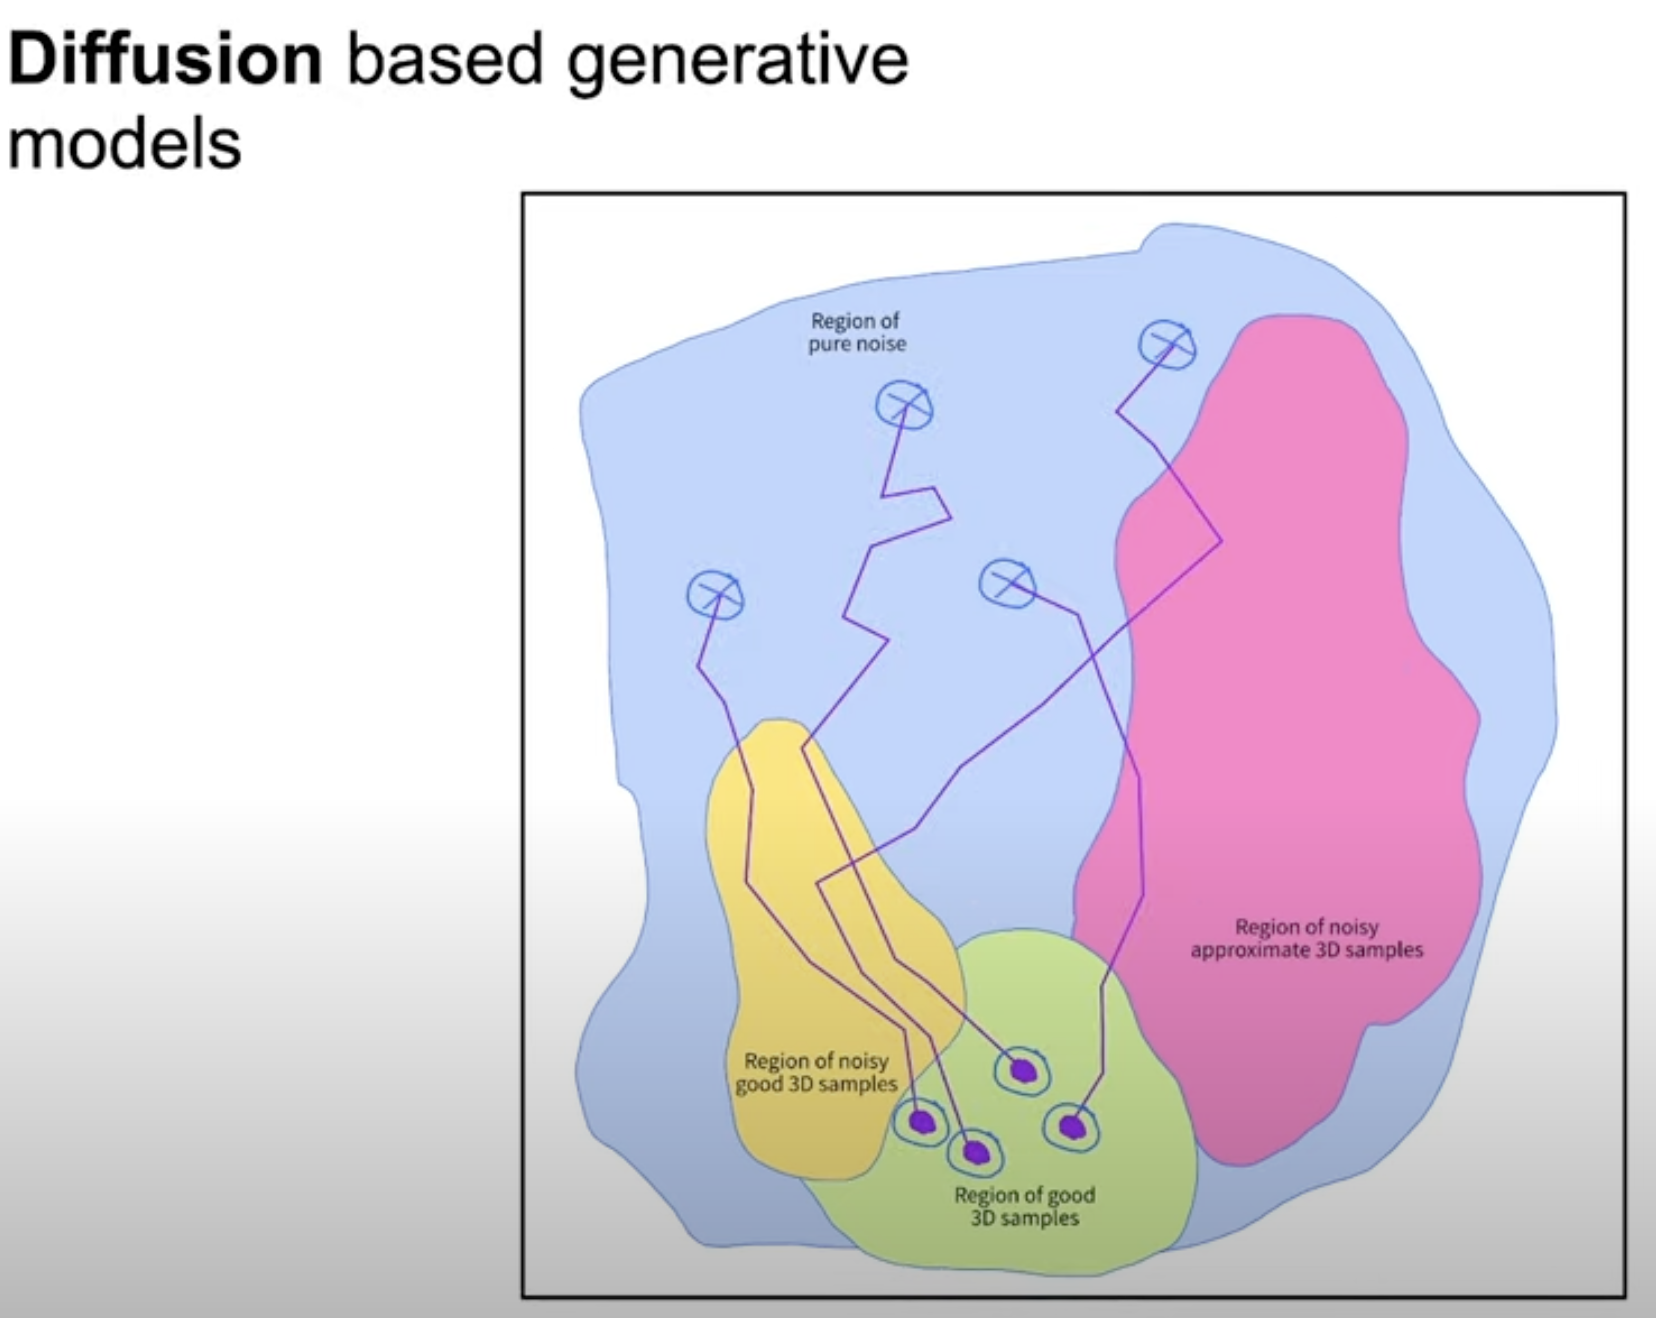 Diffusion based generative
models
Region of
pure noise
Region of noisy
approximate 3D samples
Region of noisy
good 3D samples
Region of good
3D samples